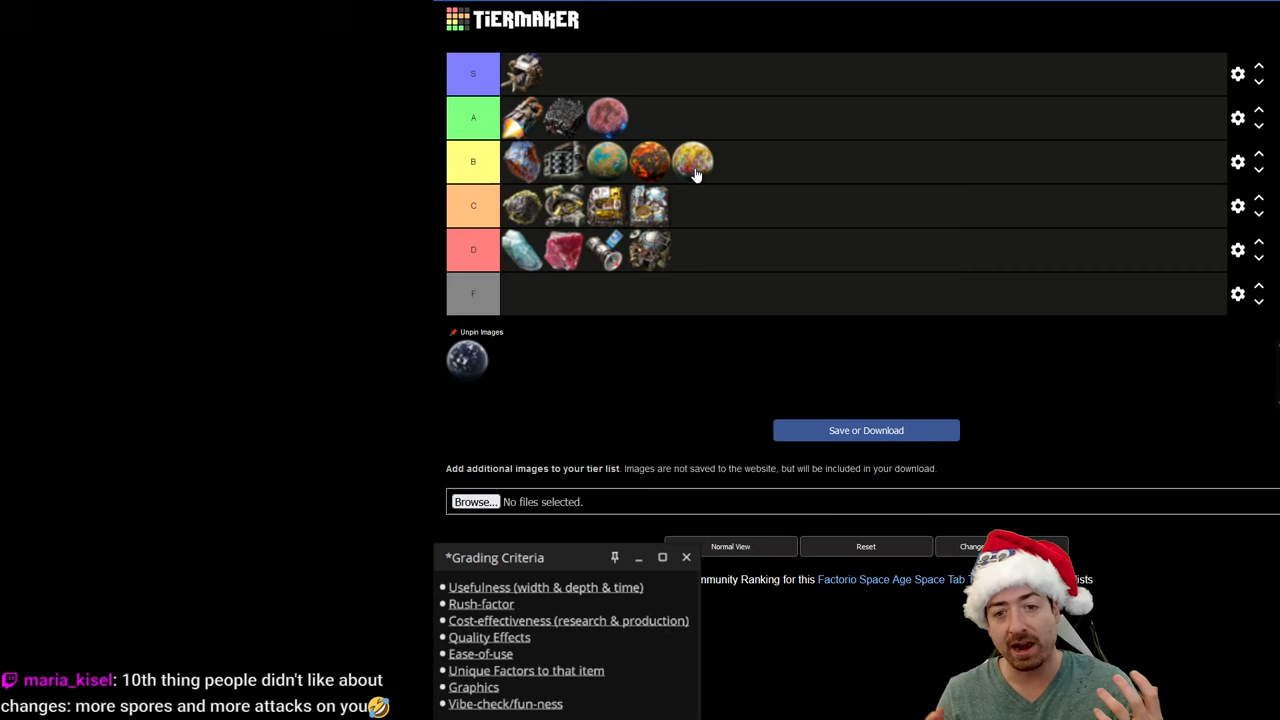 TiERMAKER
S
A
B
C
D
F
Unpin Images
Save or Download
Add additional images to your tier list. Images are not saved to the website, but will be included in your download.
Browse... No files selected.
Normal View
Reset
*Grading Criteria
Usefulness (width & depth & time)
Rush-factor
Cost-effectiveness (research & production)
Quality Effects
Ease-of-use
Unique Factors to that item
Graphics
Vibe-check/fun-ness
Ranking for this Factorio Space Age Space Tab
maria_kisel: 10th thing people didn't like about
changes: more spores and more attacks on you🤣